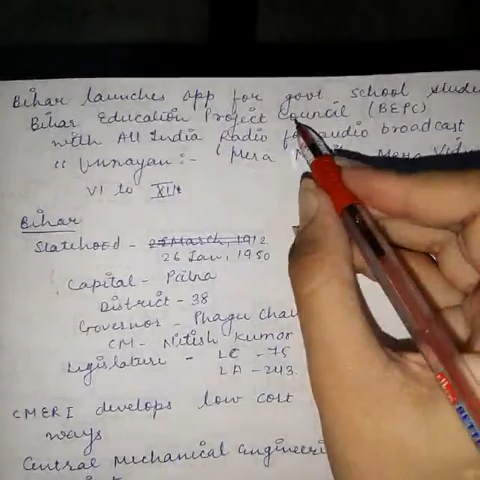 Bihar launches app for govt school stude
Bihar Education Project Council (BEPC)
with All India Radio for audio broadcast
"Unnayan :- 'Mera Mera Vid
VI to XIIth
Bihar
Statehood - 22 March, 1912
26 Jan, 1950
Capital - Patna
District - 38
Governor - Phagu Chau
CM - Nitish Kumar
Legislature - LC - 75
LA - 243.
CMERI develops low cost
ways
Central Mechanical Engineeri